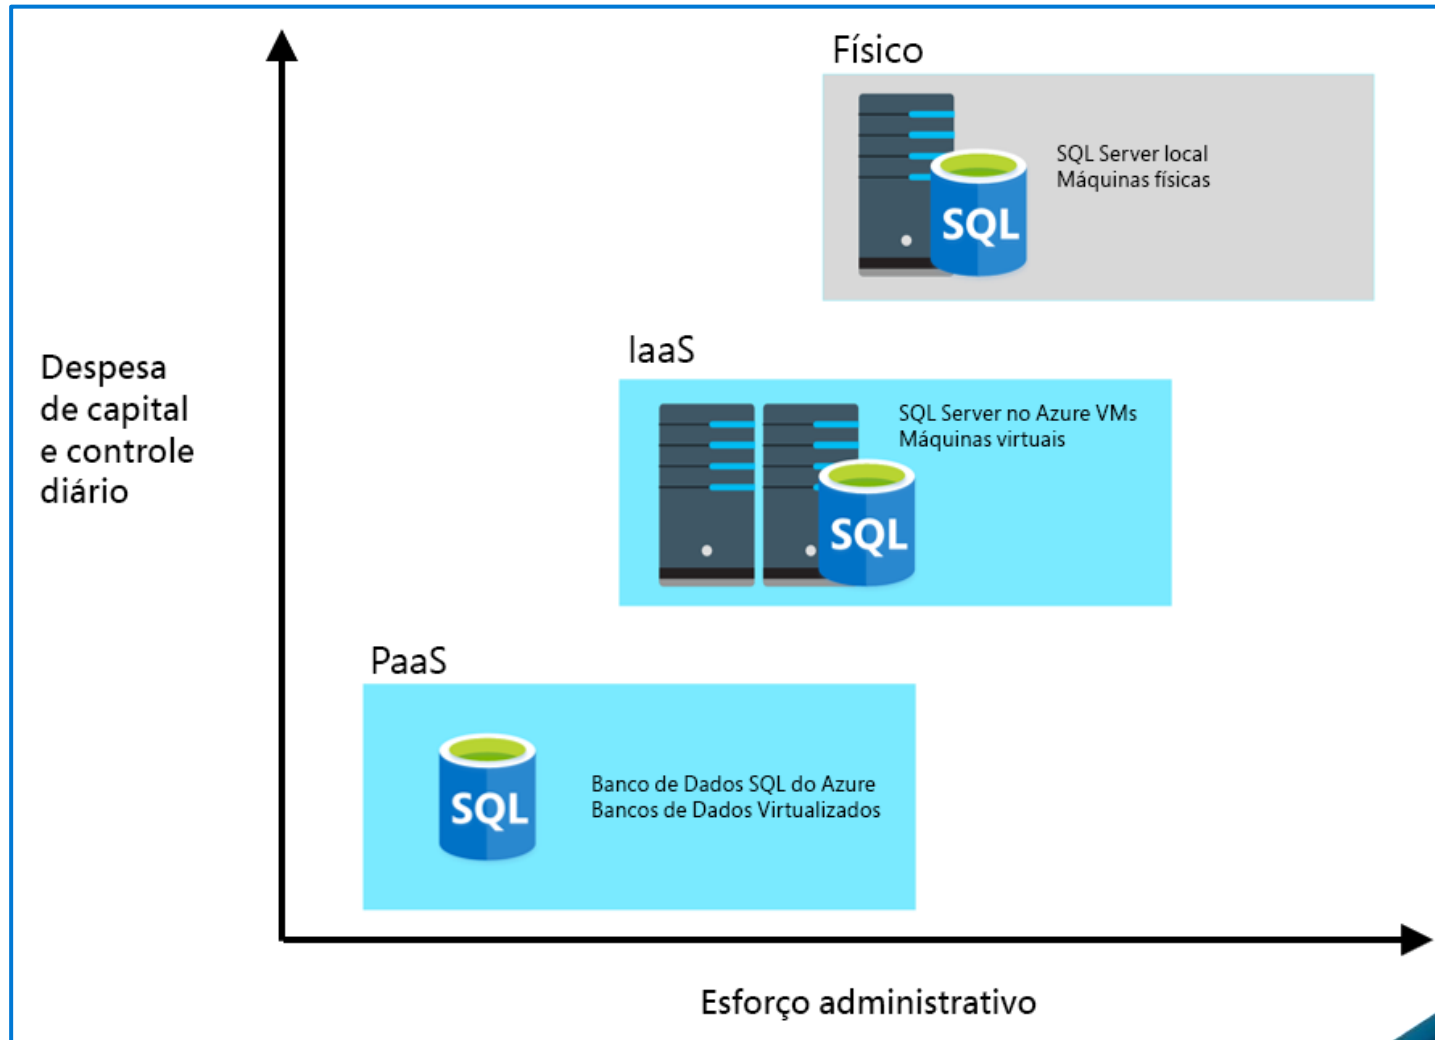 Físico
SQL Server local
Máquinas físicas
SQL
Despesa
de capital
e controle
diário
IaaS
SQL Server no Azure VMs
Máquinas virtuais
SQL
PaaS
Banco de Dados SQL do Azure
Bancos de Dados Virtualizados
SQL
Esforço administrativo